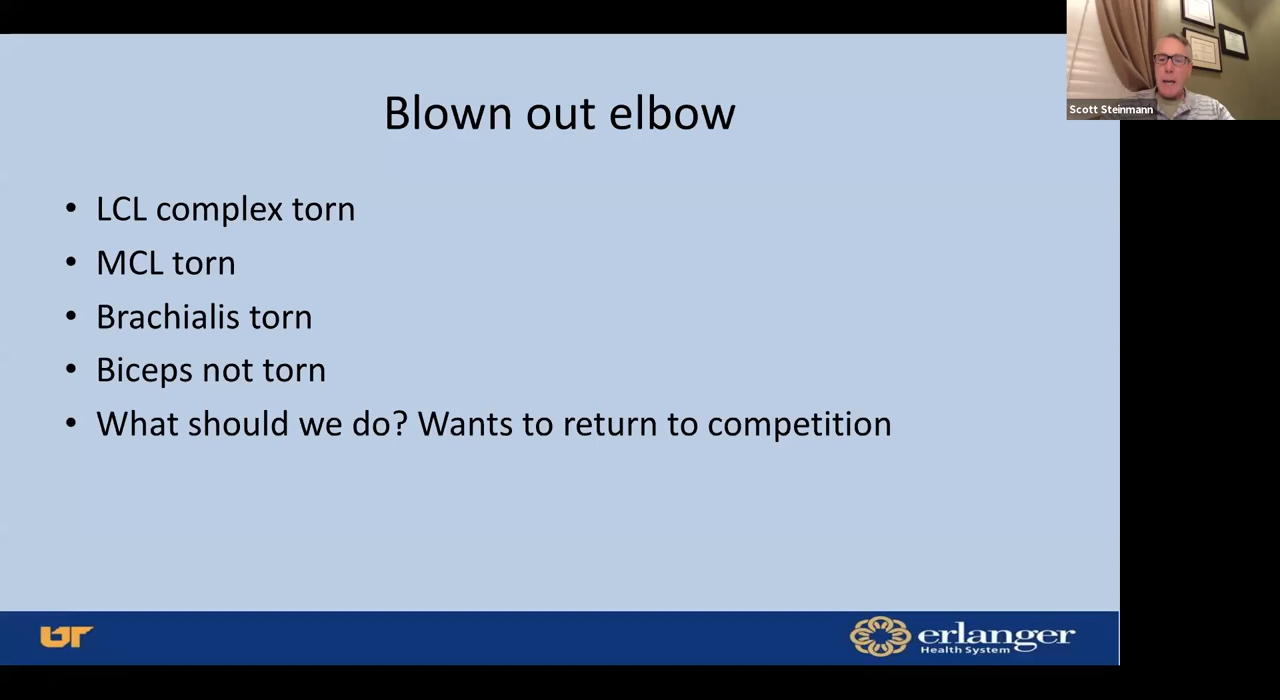 Blown out elbow
• LCL complex torn
• MCL torn
• Brachialis torn
• Biceps not torn
• What should we do? Wants to return to competition
Scott Steinmann
UT
erlanger
Health System